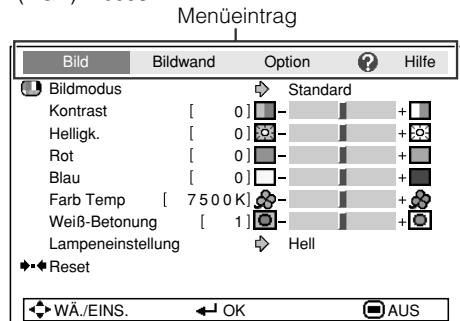 Menüeintrag
Bild Bildwand Option ? Hilfe
Bildmodus Standard
Kontrast [ 0] - +
Helligk. [ 0] - +
Rot [ 0] - +
Blau [ 0] - +
Farb Temp [ 7500K] - +
Weiß-Betonung [ 1] - +
Lampeneinstellung Hell
Reset
WÄ./EINS. OK AUS